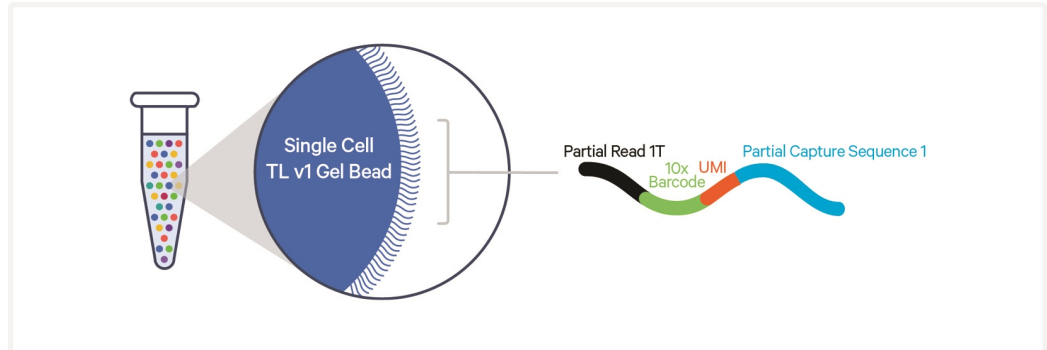 Single Cell
TL v1 Gel Bead
Partial Read 1T
10x
Barcode
UMI
Partial Capture Sequence 1